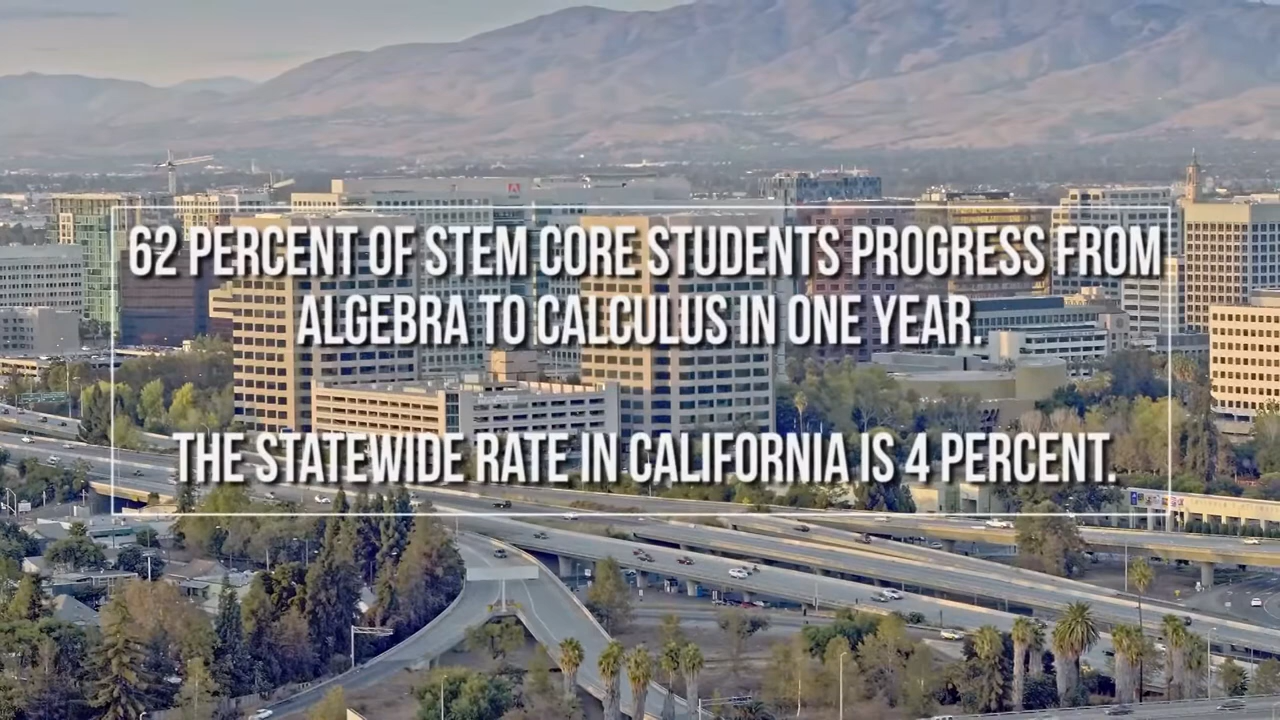 62 PERCENT OF STEM CORE STUDENTS PROGRESS FROM
ALGEBRA TO CALCULUS IN ONE YEAR.
THE STATEWIDE RATE IN CALIFORNIA IS 4 PERCENT.